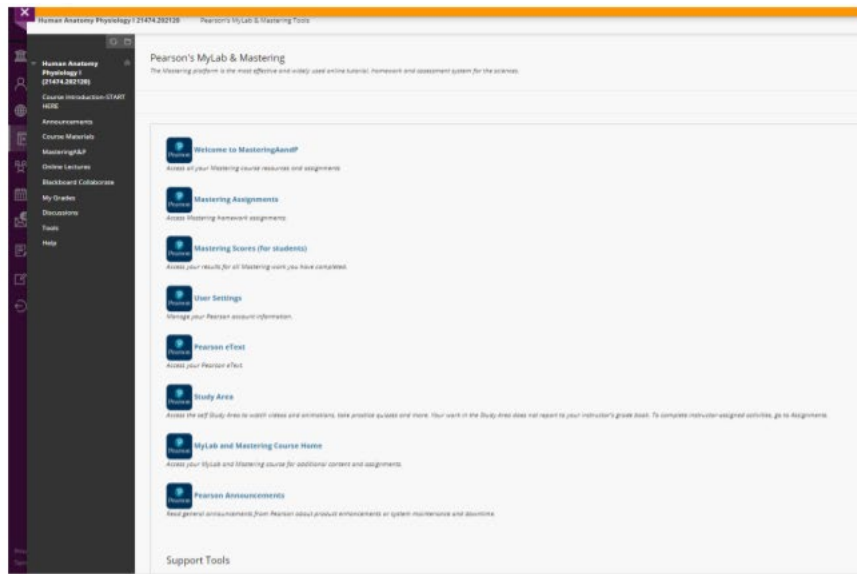 Human Anatomy Physiology I 21474.202120 Pearson's MyLab & Mastering Tools
Human Anatomy
Physiology I
(21474.202120)
Course Introduction-START
HERE
Announcements
Course Materials
MasteringA&P
Online Lectures
Blackboard Collaborate
My Grades
Discussions
Tools
Help
Pearson's MyLab & Mastering
The Mastering platform is the most effective and widely used online tutorial, homework and assessment system for the sciences.
Pearson
Welcome to MasteringAandP
Access all your Mastering course resources and assignments
Pearson
Mastering Assignments
Access Mastering homework assignments
Pearson
Mastering Scores (for students)
Access your results for all Mastering work you have completed.
Pearson
User Settings
Manage your Pearson account information.
Pearson
Pearson eText
Access your Pearson eText
Pearson
Study Area
Access the self Study Area to watch videos and animations, take practice quizzes and more. Your work in the Study Area does not report to your instructor's grade book. To complete instructor-assigned activities, go to Assignments.
Pearson
MyLab and Mastering Course Home
Access your MyLab and Mastering course for additional content and assignments.
Pearson
Pearson Announcements
Read general announcements from Pearson about product enhancements or system maintenance and downtime
Support Tools